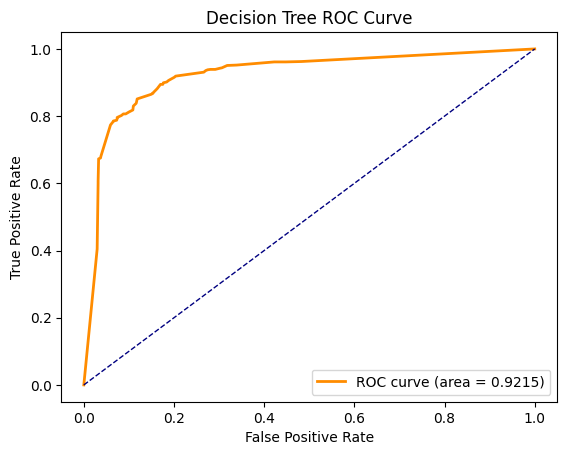 Decision Tree ROC Curve
1.0
0.8
0.6
0.4
0.2
0.0
True Positive Rate
ROC curve (area = 0.9215)
0.0 0.2 0.4 0.6 0.8 1.0
False Positive Rate